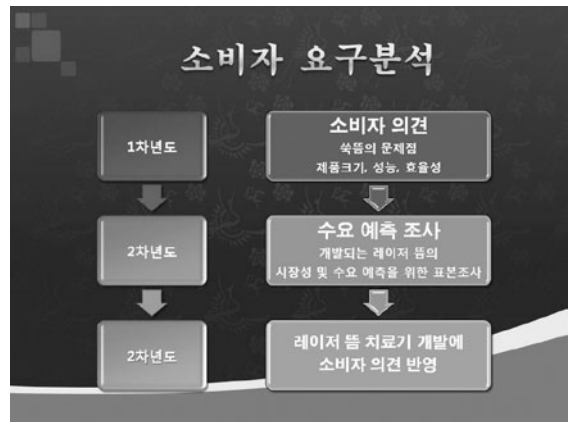 소비자 요구분석
1차년도
소비자 의견
쑥뜸의 문제점
제품크기, 성능, 효율성
2차년도
수요 예측 조사
개발되는 레이저 뜸의
시장성 및 수요 예측을 위한 표본조사
2차년도
레이저 뜸 치료기 개발에
소비자 의견 반영